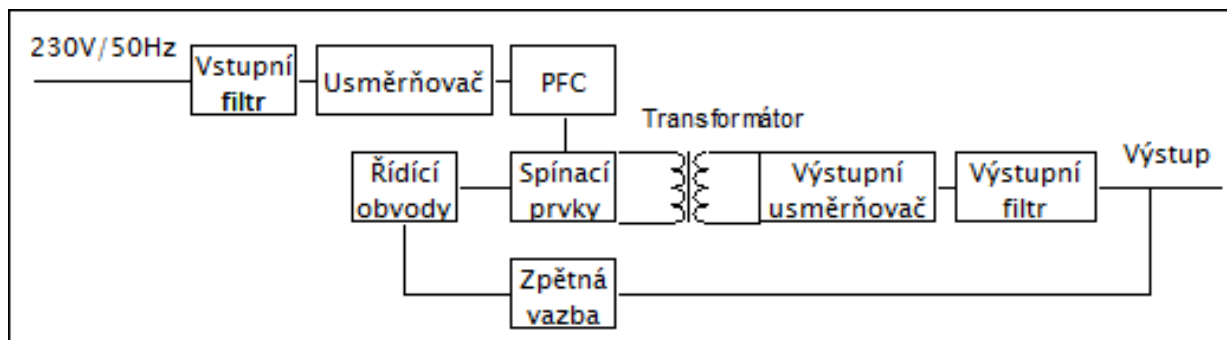 230V/50Hz
Vstupní
filtr
Usměrňovač
PFC
Transformátor
Řídící
obvody
Spínací
prvky
Výstupní
usměrňovač
Výstupní
filtr
Výstup
Zpětná
vazba